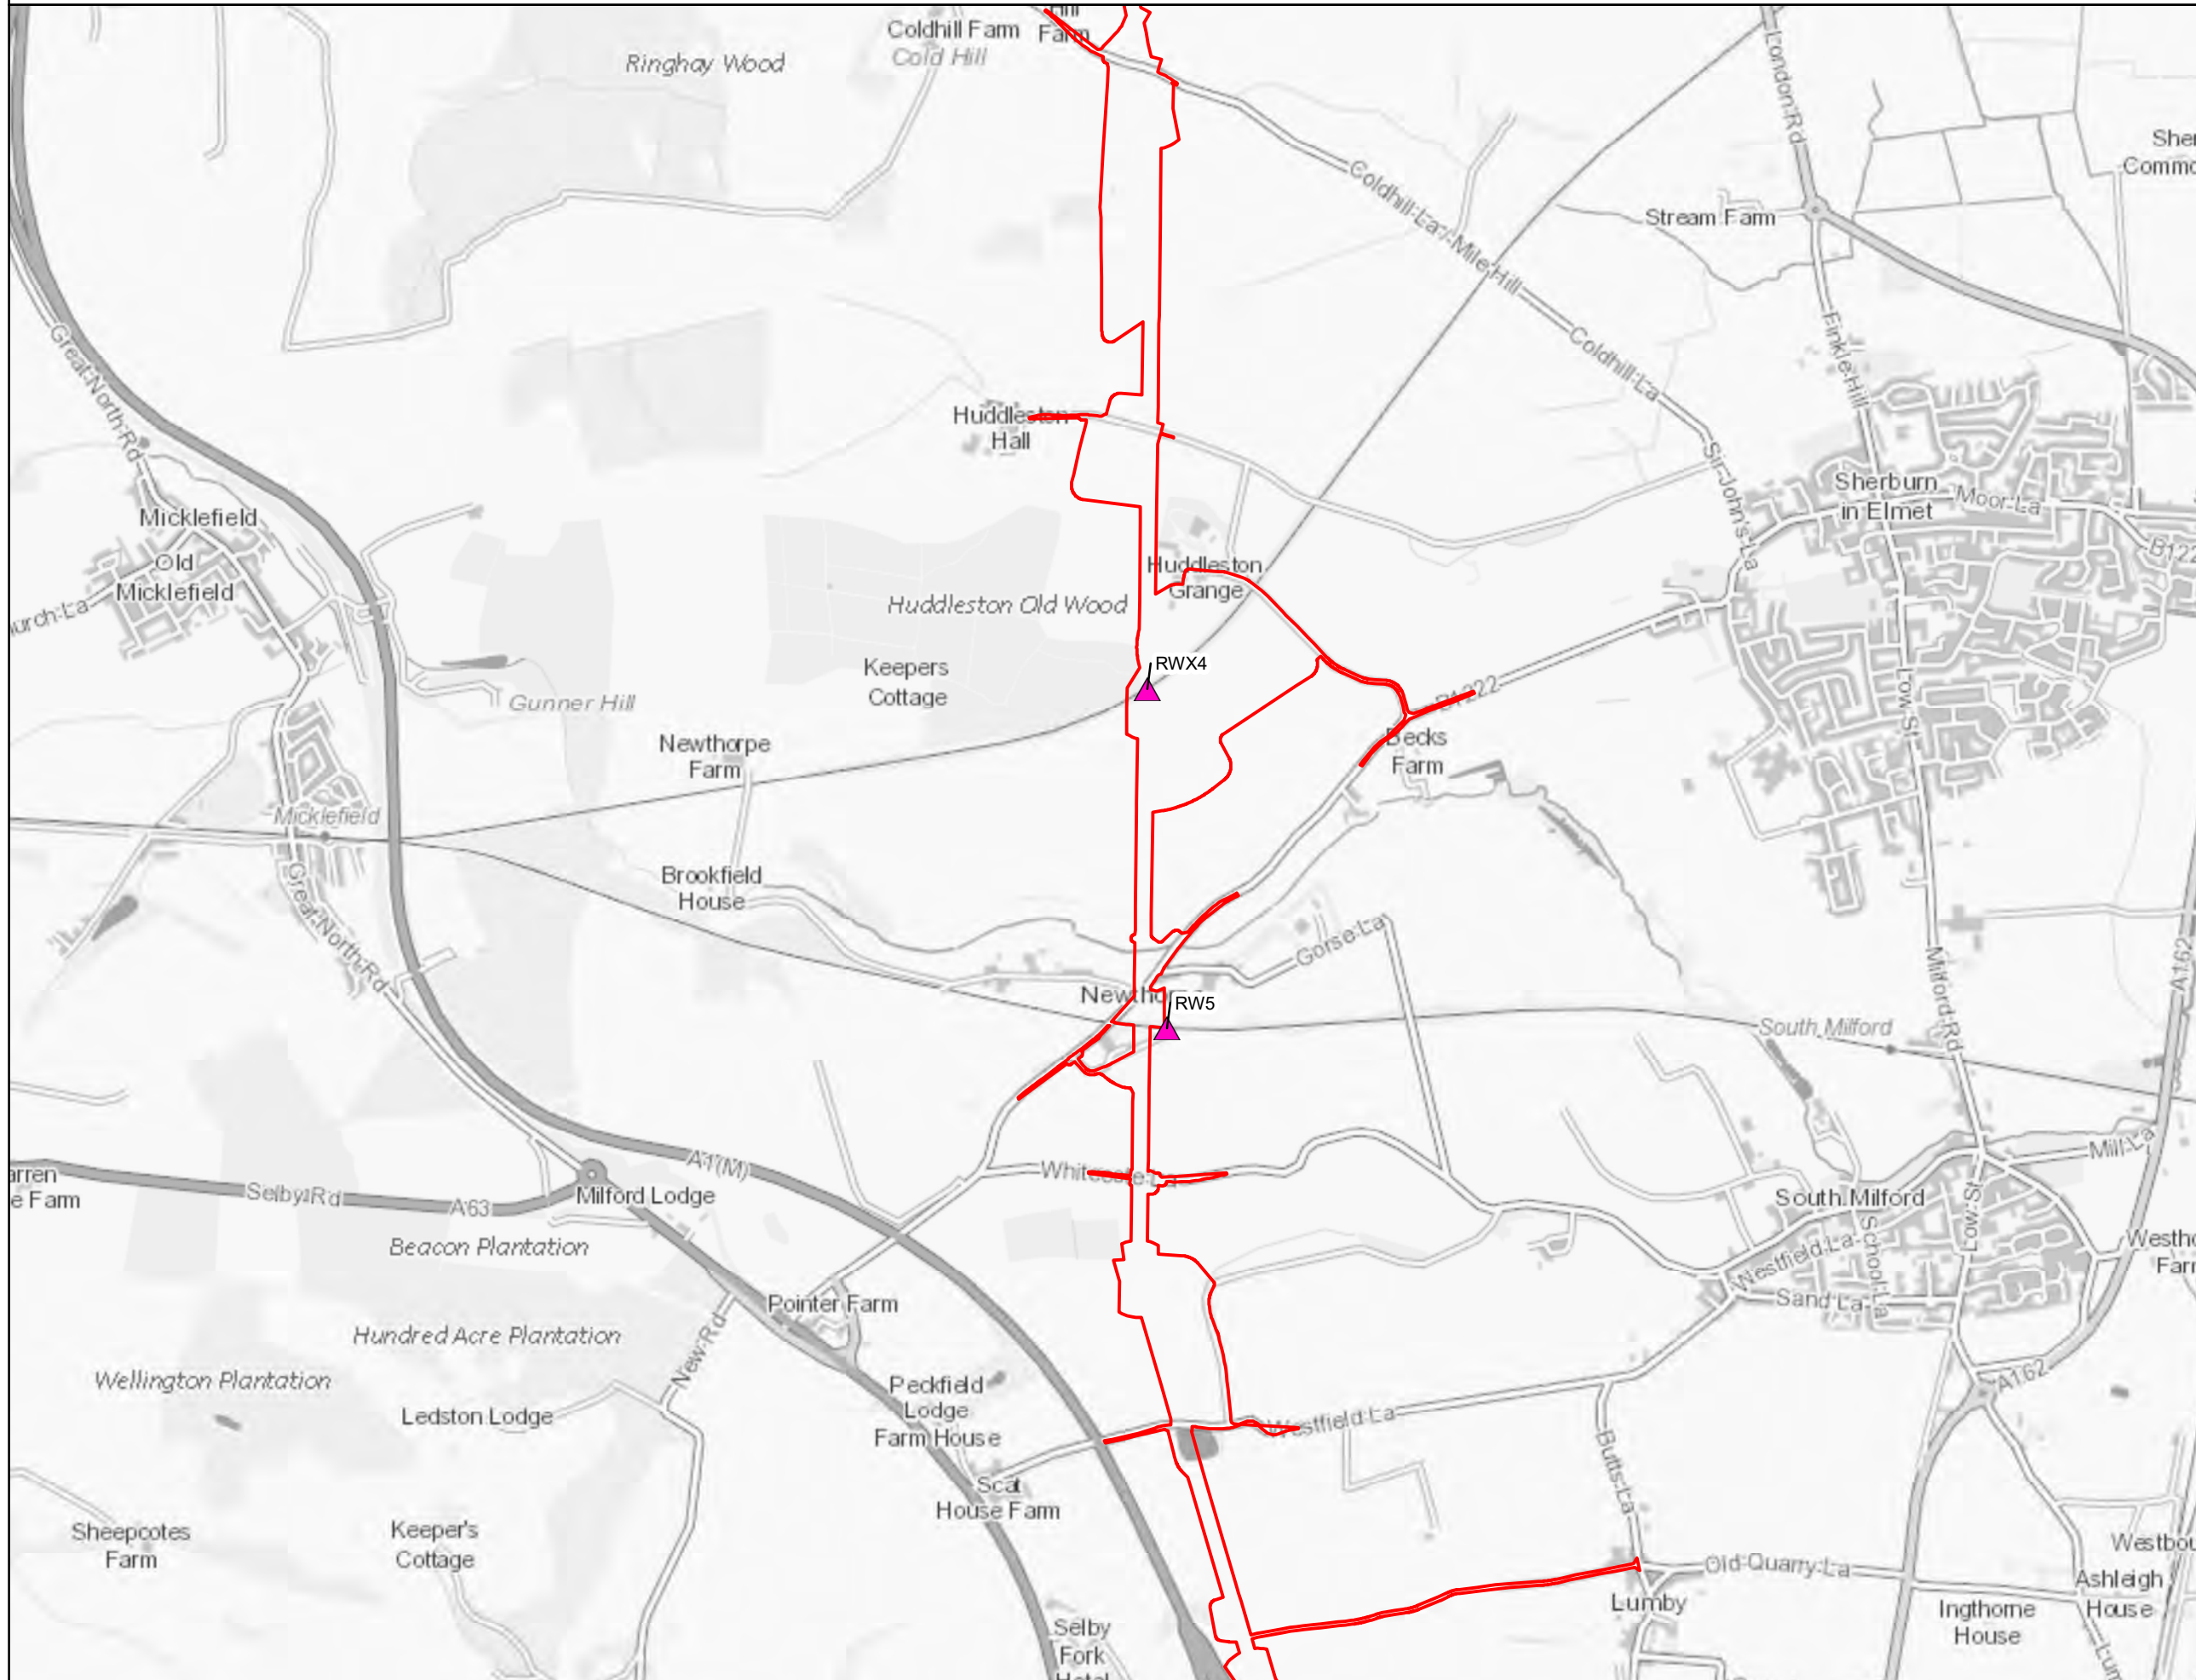 Hill
Farm
Coldhill Farm
Cold Hill
Ringhay Wood
London Rd
Stream Farm
Coldhill La / Mile Hill
Coldhill La
Finkle Hill
Great North Rd
Huddleston
Hall
Sir John's La
Sherburn
in Elmet
Moor La
Micklefield
Old
Micklefield
Huddleston
Grange
Huddleston Old Wood
RWX4
Keepers
Cottage
B1222
Gunner Hill
Low St
Becks
Farm
Newthorpe
Farm
Micklefield
Brookfield
House
Great North Rd
Gorse La
Milford Rd
A162
RW5
South Milford
A1(M)
Mill La
Selby Rd
A63
Milford Lodge
South Milford
Low St
School La
Westfield La
Sand La
Beacon Plantation
Pointer Farm
Hundred Acre Plantation
New Rd
Wellington Plantation
Peckfield
Lodge
Farm House
A162
Ledston Lodge
Westfield La
Butts La
Scat
House Farm
Sheepcotes
Farm
Keeper's
Cottage
Old Quarry La
Ashleigh
House
Lumby
Ingthorne
House
Selby
Fork